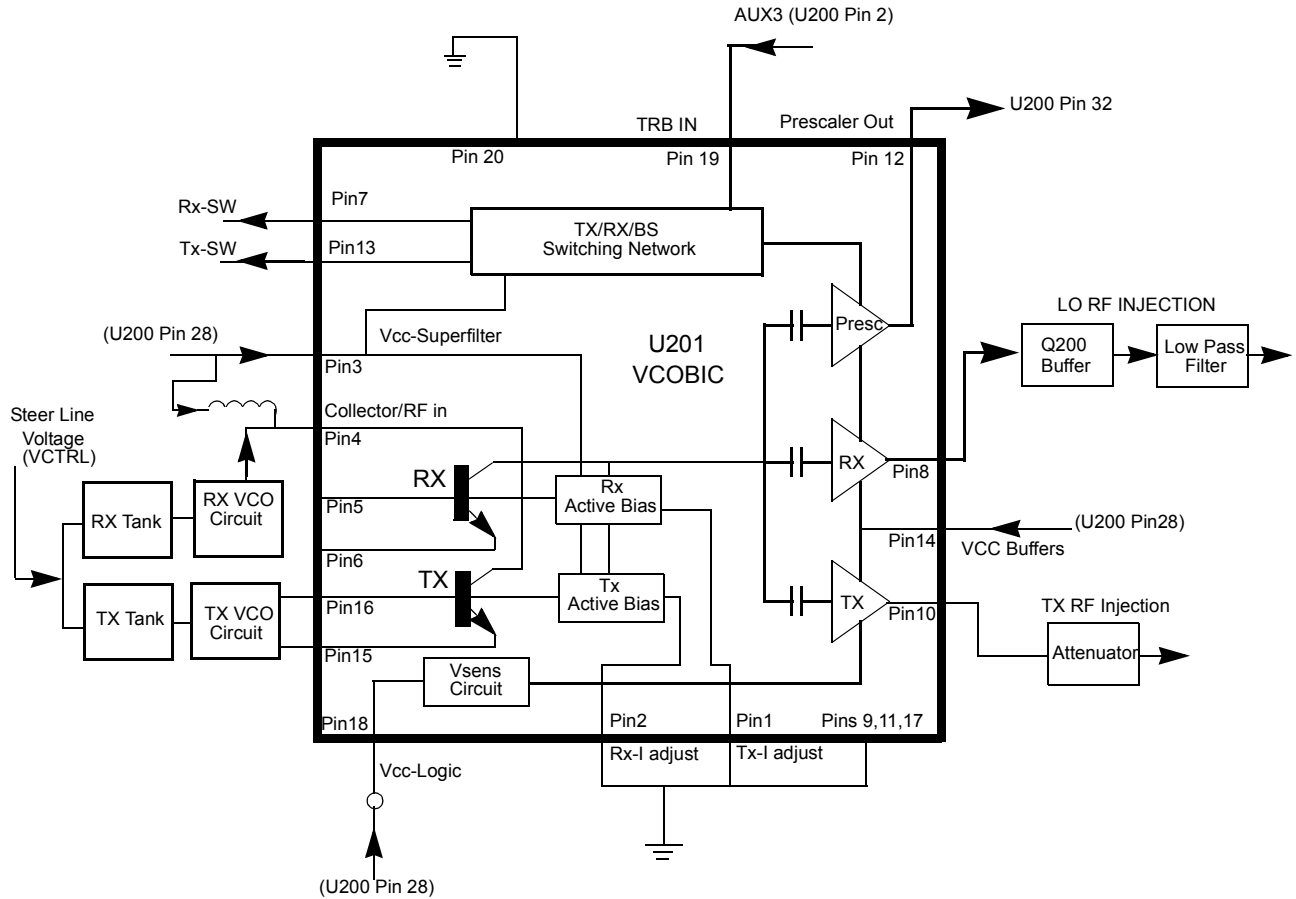 AUX3 (U200 Pin 2)
U200 Pin 32
TRB IN
Prescaler Out
Pin 20
Pin 19
Pin 12
Rx-SW
Pin7
TX/RX/BS
Switching Network
Tx-SW
Pin13
LO RF INJECTION
(U200 Pin 28)
Vcc-Superfilter
Presc
U201
VCOBIC
Q200
Buffer
Low Pass
Filter
Pin3
Steer Line
Voltage
(VCTRL)
Collector/RF in
Pin4
RX
RX
Pin8
Rx
Active Bias
RX Tank
RX VCO
Circuit
Pin5
(U200 Pin28)
Pin14
VCC Buffers
Pin6
TX
Tx
Active Bias
TX
Pin10
TX RF Injection
TX Tank
TX VCO
Circuit
Pin16
Attenuator
Pin15
Vsens
Circuit
Pin18
Pin2
Pin1
Pins 9,11,17
Rx-I adjust
Tx-I adjust
Vcc-Logic
(U200 Pin 28)